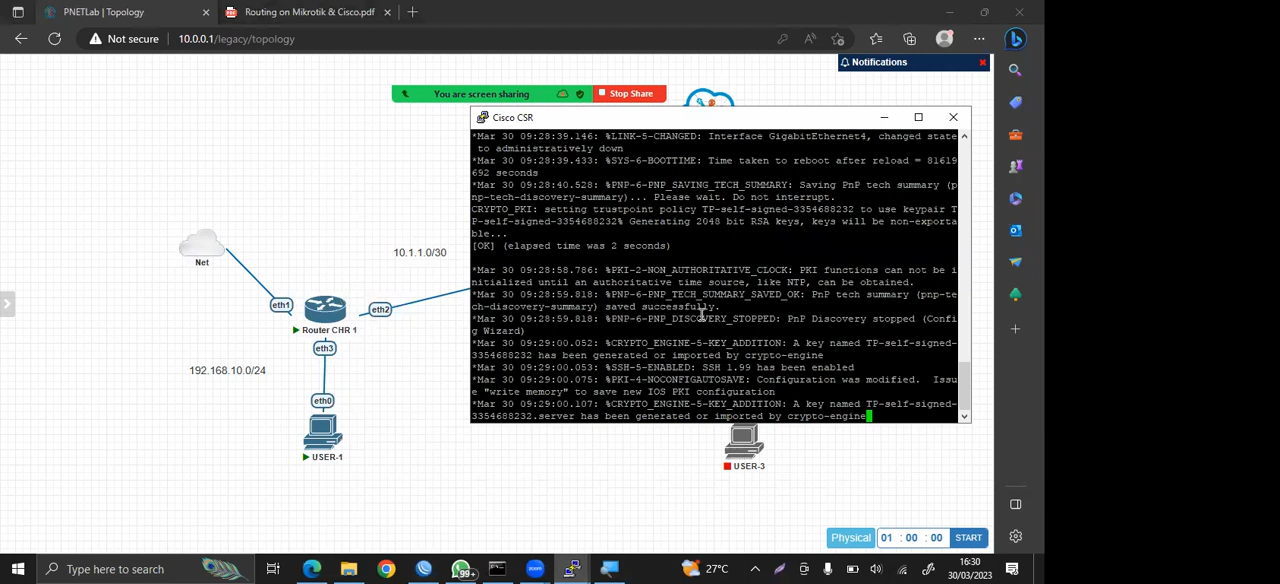 PNETLab | Topology
Routing on Mikrotik & Cisco.pdf
Not secure
10.0.0.1/legacy/topology
Notifications
You are screen sharing
Stop Share
Cisco CSR
*Mar 30 09:28:39.146: %LINK-5-CHANGED: Interface GigabitEthernet4, changed state
to administratively down
*Mar 30 09:28:39.433: %SYS-6-BOOTTIME: Time taken to reboot after reload = 81619
692 seconds
*Mar 30 09:28:40.528: %PNP-6-PNP_SAVING_TECH_SUMMARY: Saving PnP tech summary (p
np-tech-discovery-summary)... Please wait. Do not interrupt.
CRYPTO_PKI: setting trustpoint policy TP-self-signed-3354688232 to use keypair T
P-self-signed-3354688232% Generating 2048 bit RSA keys, keys will be non-exporta
ble...
[OK] (elapsed time was 2 seconds)
*Mar 30 09:28:58.786: %PKI-2-NON_AUTHORITATIVE_CLOCK: PKI functions can not be i
nitialized until an authoritative time source, like NTP, can be obtained.
*Mar 30 09:28:59.818: %PNP-6-PNP_TECH_SUMMARY_SAVED_OK: PnP tech summary (pnp-te
ch-discovery-summary) saved successfully.
*Mar 30 09:28:59.818: %PNP-6-PNP_DISCOVERY_STOPPED: PnP Discovery stopped (Confi
g Wizard)
*Mar 30 09:29:00.052: %CRYPTO_ENGINE-5-KEY_ADDITION: A key named TP-self-signed-
3354688232 has been generated or imported by crypto-engine
*Mar 30 09:29:00.053: %SSH-5-ENABLED: SSH 1.99 has been enabled
*Mar 30 09:29:00.075: %PKI-4-NOCONFIGAUTOSAVE: Configuration was modified.  Issu
e "write memory" to save new IOS PKI configuration
*Mar 30 09:29:00.107: %CRYPTO_ENGINE-5-KEY_ADDITION: A key named TP-self-signed-
3354688232.server has been generated or imported by crypto-engine
10.1.1.0/30
Net
eth1
eth2
Router CHR 1
eth3
192.168.10.0/24
eth0
USER-1
USER-3
Physical
01 : 00 : 00
START
Type here to search
99+
zoom
27°C
16:30
30/03/2023